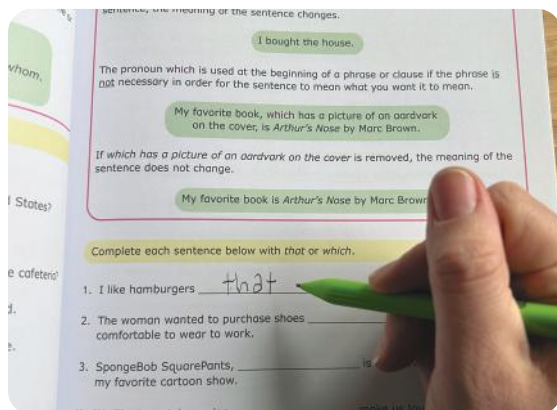 sentence, the meaning of the sentence changes.
I bought the house.
whom.
The pronoun which is used at the beginning of a phrase or clause if the phrase is
not necessary in order for the sentence to mean what you want it to mean.
My favorite book, which has a picture of an aardvark
on the cover, is Arthur's Nose by Marc Brown.
If which has a picture of an aardvark on the cover is removed, the meaning of the
sentence does not change.
States?
My favorite book is Arthur's Nose by Marc Brown
Complete each sentence below with that or which.
e cafeteria?
1. I like hamburgers that
d.
2. The woman wanted to purchase shoes
comfortable to wear to work.
3. SpongeBob SquarePants, is
my favorite cartoon show.